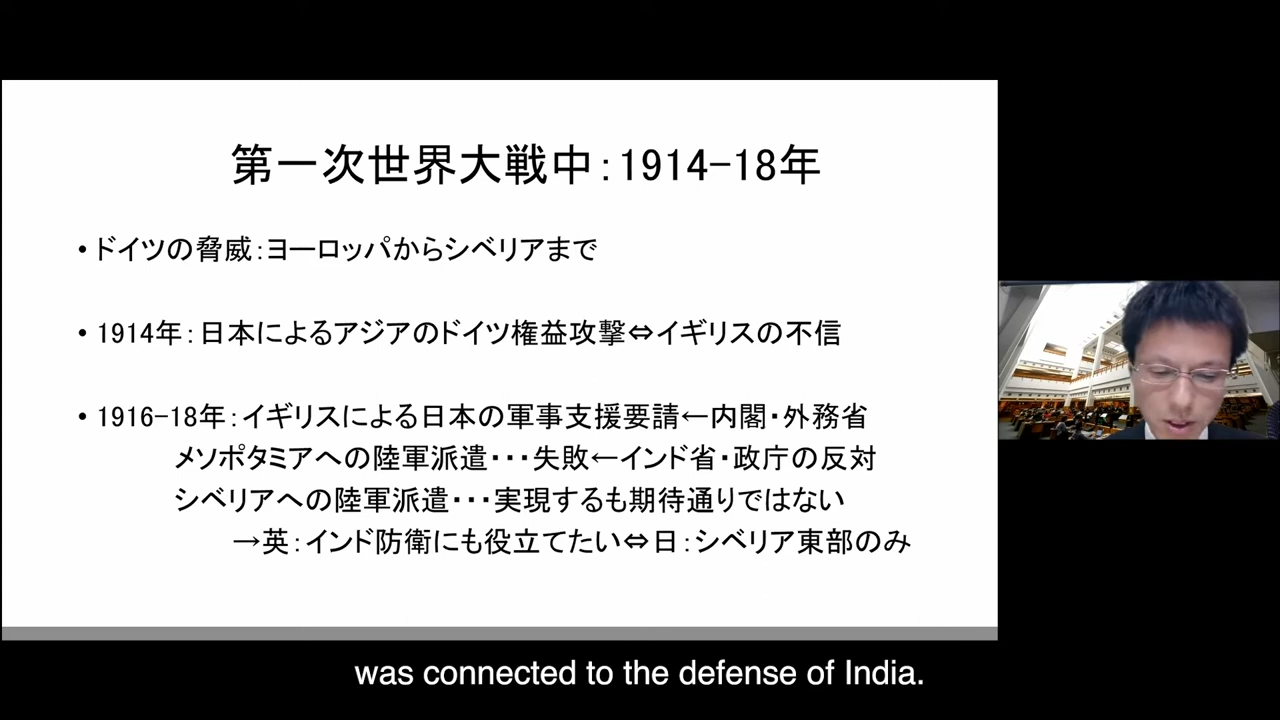 第一次世界大戦中：1914-18年
• ドイツの脅威：ヨーロッパからシベリアまで
• 1914年：日本によるアジアのドイツ権益攻撃⇔イギリスの不信
• 1916-18年：イギリスによる日本の軍事支援要請←内閣・外務省
メソポタミアへの陸軍派遣・・・失敗←インド省・政庁の反対
シベリアへの陸軍派遣・・・実現するも期待通りではない
→英：インド防衛にも役立てたい⇔日：シベリア東部のみ
was connected to the defense of India.